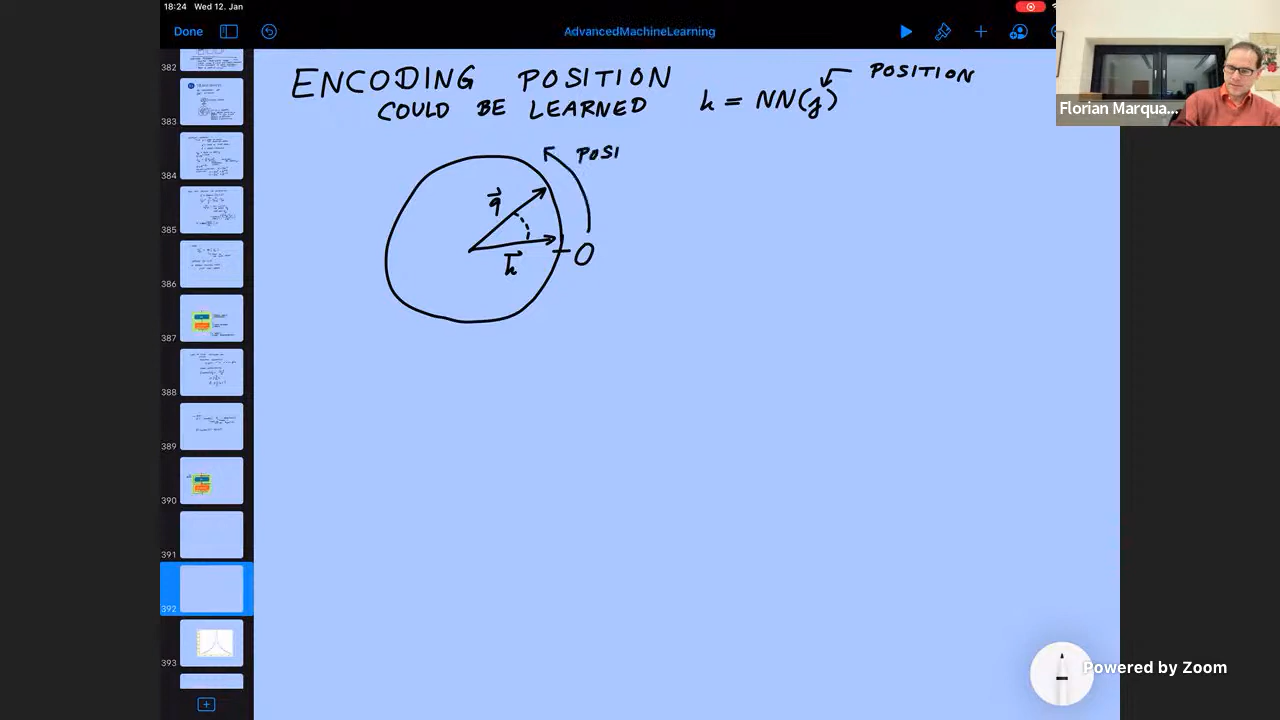 18:24 Wed 12. Jan
Done
AdvancedMachineLearning
ENCODING POSITION
COULD BE LEARNED
k = NN(j)
POSITION
Florian Marqua...
POSI
q
k
0
382
383
384
385
386
387
388
389
390
391
392
393
Powered by Zoom